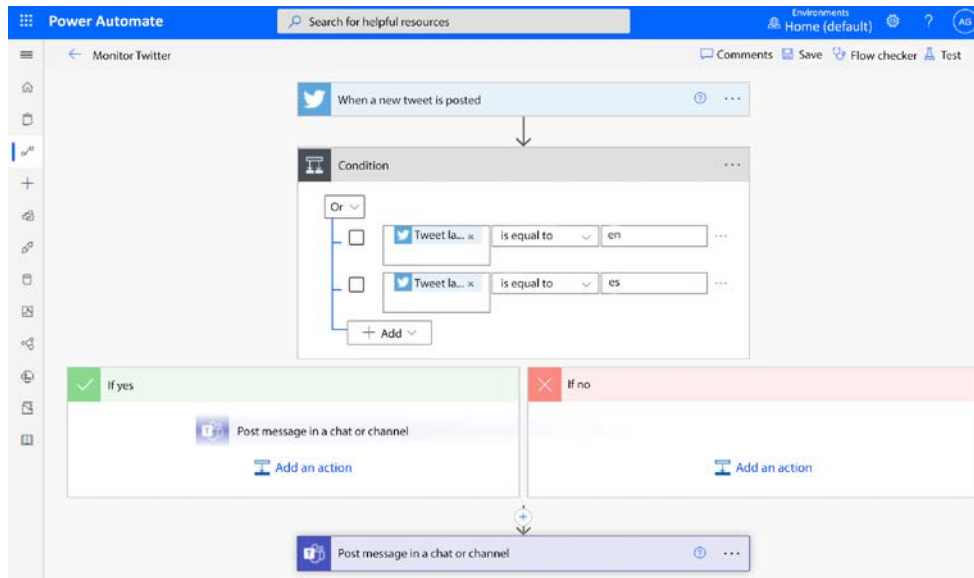 Power Automate
Search for helpful resources
Environments
Home (default)
?
AG
Monitor Twitter
Comments
Save
Flow checker
Test
When a new tweet is posted
Condition
Or
Tweet la... × is equal to en
Tweet la... × is equal to es
+ Add
If yes
If no
Post message in a chat or channel
Add an action
Add an action
Post message in a chat or channel